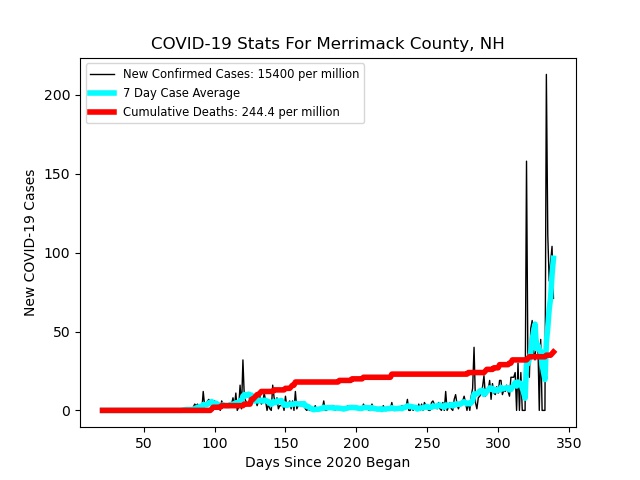 COVID-19 Stats For Merrimack County, NH
New Confirmed Cases: 15400 per million
7 Day Case Average
Cumulative Deaths: 244.4 per million
New COVID-19 Cases
200
150
100
50
0
50 100 150 200 250 300 350
Days Since 2020 Began